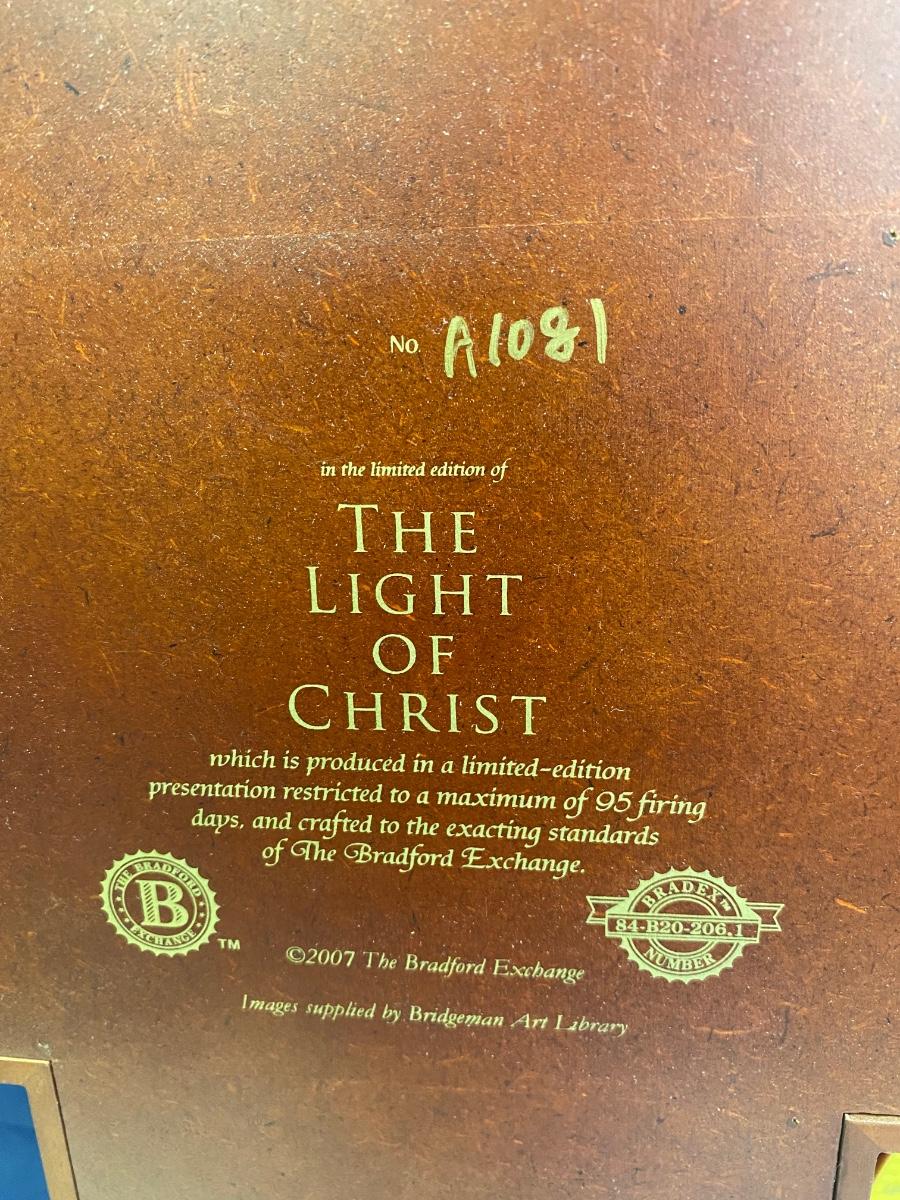 No. A1081
in the limited edition of
THE
LIGHT
OF
CHRIST
which is produced in a limited-edition
presentation restricted to a maximum of 95 firing
days, and crafted to the exacting standards
of The Bradford Exchange.
THE BRADFORD
B
EXCHANGE
TM
BRADEX TM
84-B20-206.1
NUMBER
©2007 The Bradford Exchange
Images supplied by Bridgeman Art Library